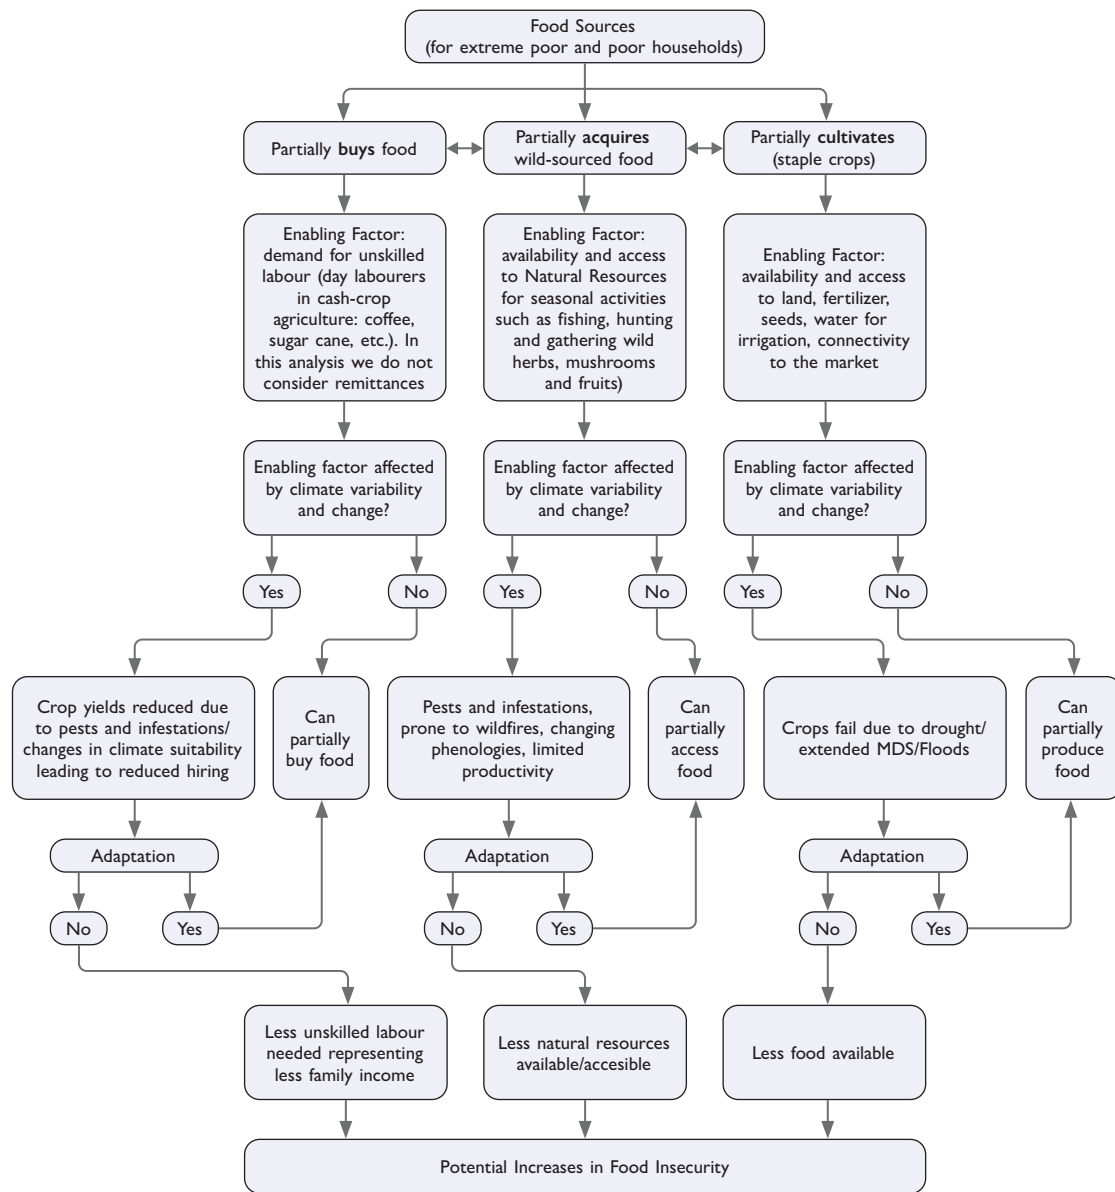 Food Sources
(for extreme poor and poor households)
Partially buys food
Partially acquires
wild-sourced food
Partially cultivates
(staple crops)
Enabling Factor:
demand for unskilled
labour (day labourers
in cash-crop
agriculture: coffee,
sugar cane, etc.). In
this analysis we do not
consider remittances
Enabling Factor:
availability and access
to Natural Resources
for seasonal activities
such as fishing, hunting
and gathering wild
herbs, mushrooms
and fruits)
Enabling Factor:
availability and access
to land, fertilizer,
seeds, water for
irrigation, connectivity
to the market
Enabling factor affected
by climate variability
and change?
Enabling factor affected
by climate variability
and change?
Enabling factor affected
by climate variability
and change?
Yes
No
Yes
No
Yes
No
Crop yields reduced due
to pests and infestations/
changes in climate suitability
leading to reduced hiring
Can
partially
buy food
Pests and infestations,
prone to wildfires, changing
phenologies, limited
productivity
Can
partially
access
food
Crops fail due to drought/
extended MDS/Floods
Can
partially
produce
food
Adaptation
Adaptation
Adaptation
No
Yes
No
Yes
No
Yes
Less unskilled labour
needed representing
less family income
Less natural resources
available/accesible
Less food available
Potential Increases in Food Insecurity